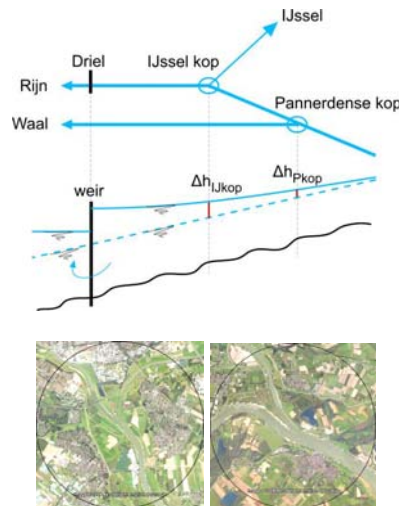 IJssel
Driel
IJssel kop
Rijn
Pannerdense kop
Waal
Δh_IJkop
Δh_Pkop
weir